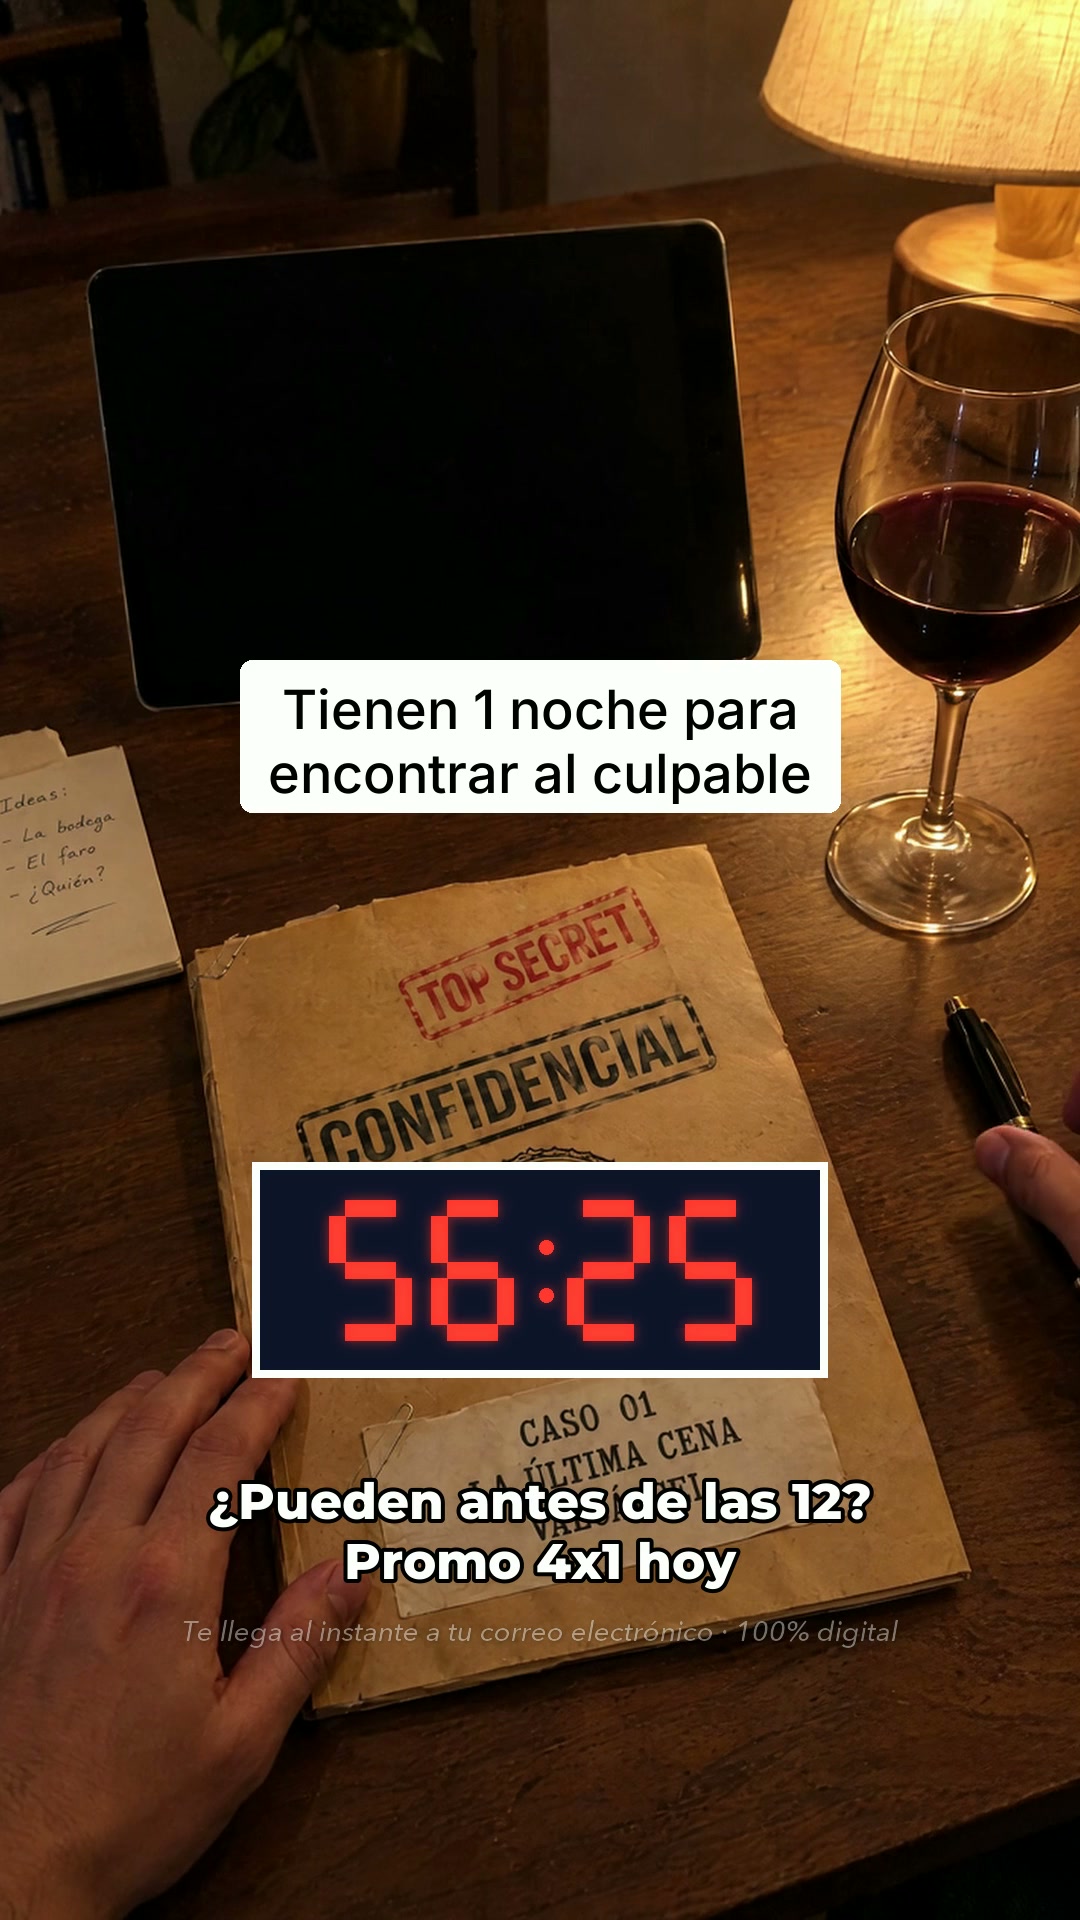 Tienen 1 noche para
encontrar al culpable
Ideas:
- La bodega
- El faro
- ¿Quién?
TOP SECRET
CONFIDENCIAL
56:25
CASO 01
LA ÚLTIMA CENA
¿Pueden antes de las 12?
Promo 4x1 hoy
Te llega al instante a tu correo electrónico · 100% digital